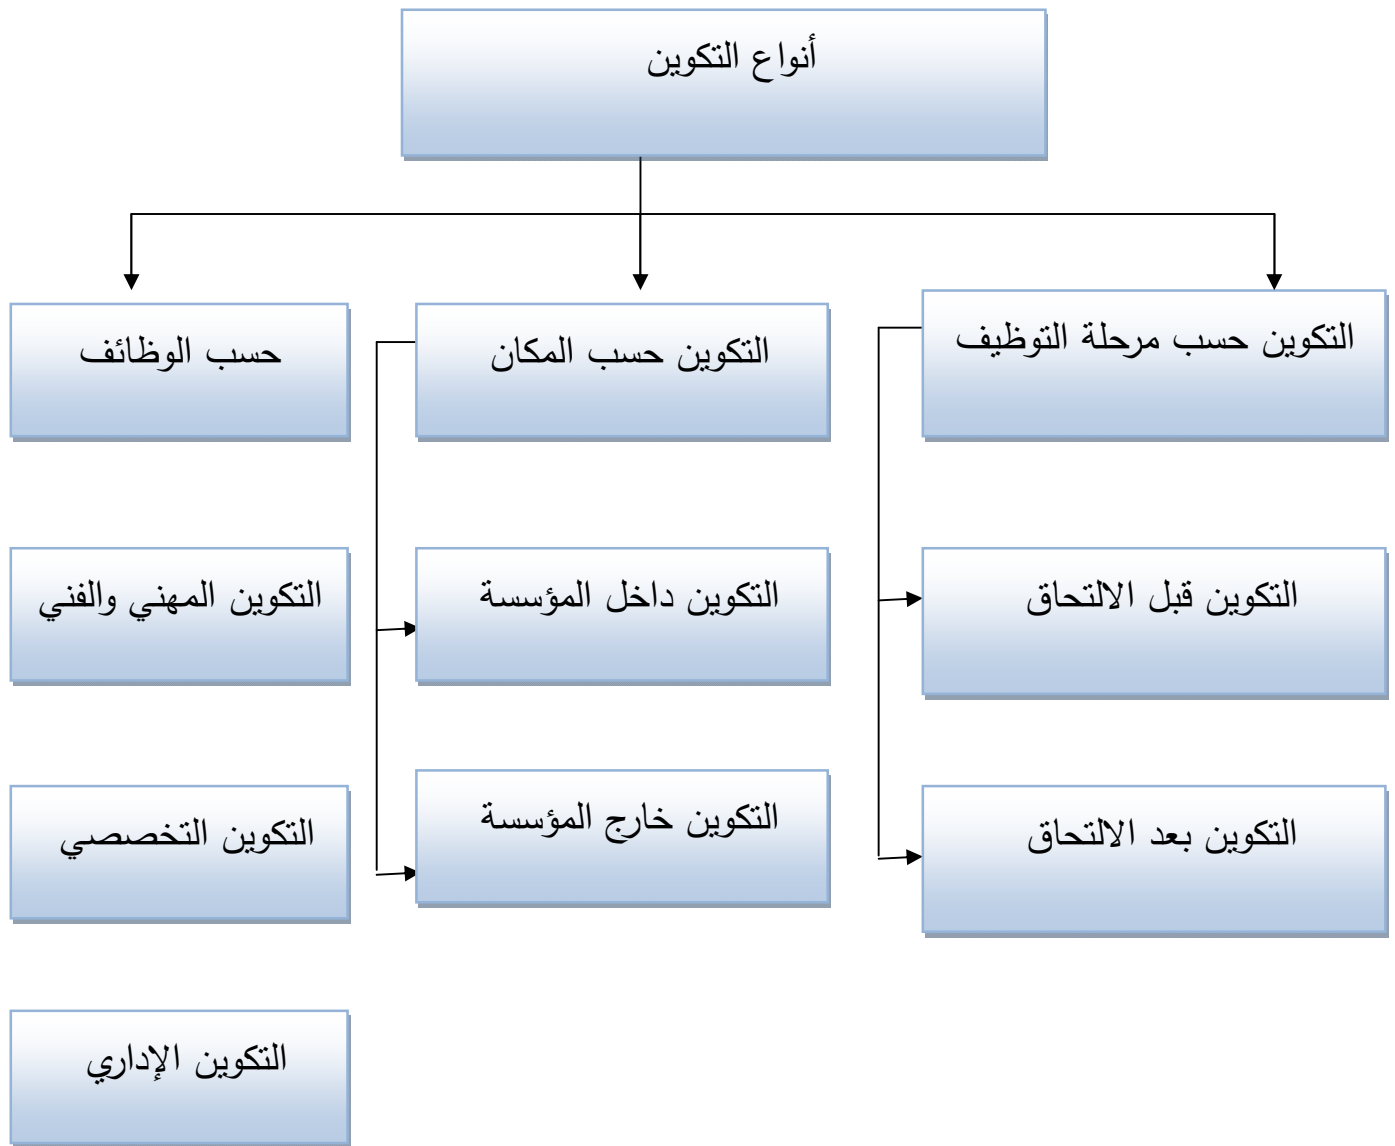 أنواع التكوين
التكوين حسب مرحلة التوظيف
التكوين حسب المكان
حسب الوظائف
التكوين قبل الالتحاق
التكوين داخل المؤسسة
التكوين المهني والفني
التكوين بعد الالتحاق
التكوين خارج المؤسسة
التكوين التخصصي
التكوين الإداري